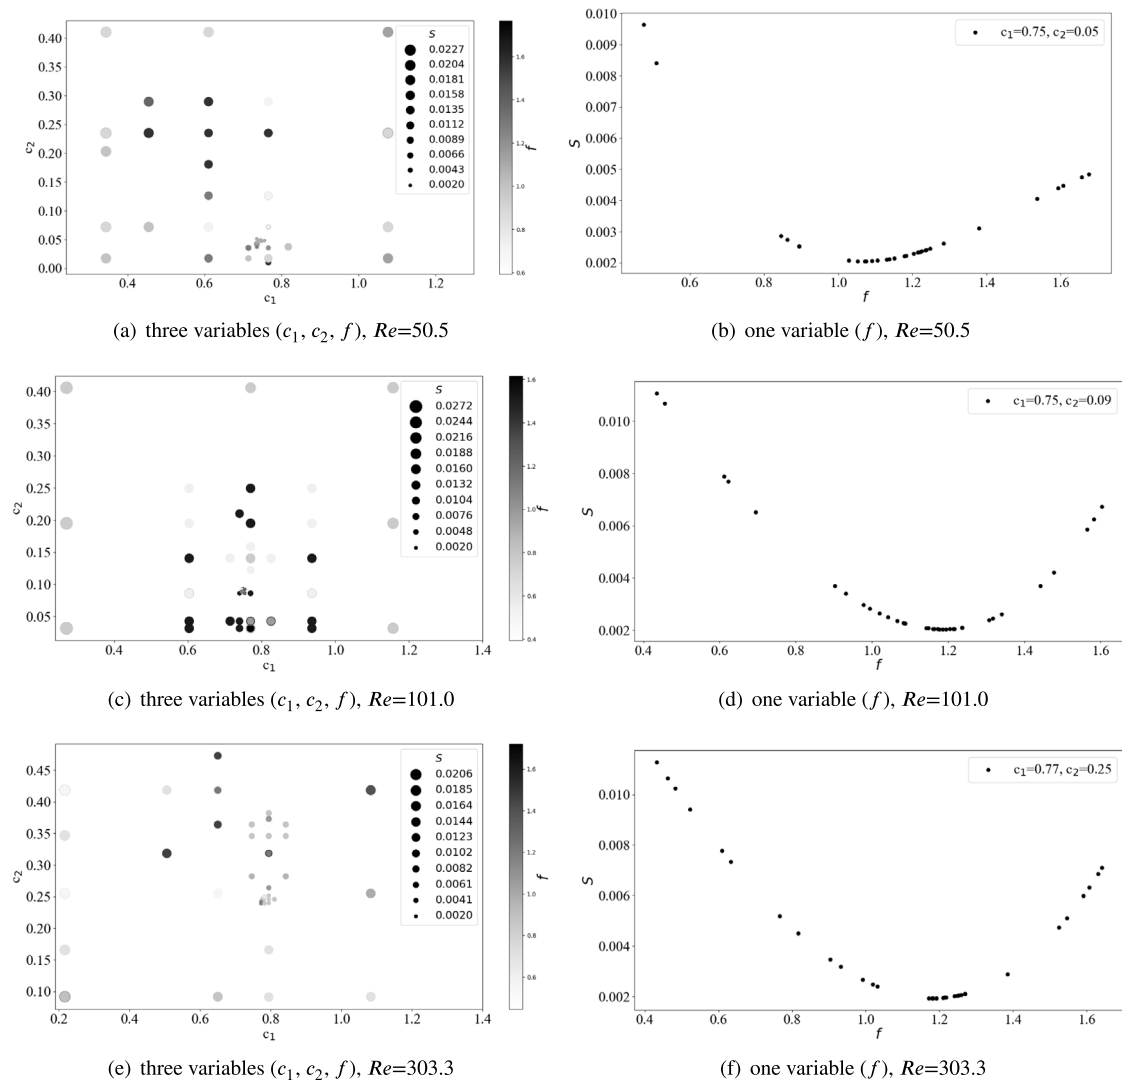 0.40
0.35
0.30
0.25
0.20
0.15
0.10
0.05
0.00
c2
0.4 0.6 0.8 1.0 1.2
c1
S
0.0227
0.0204
0.0181
0.0158
0.0135
0.0112
0.0089
0.0066
0.0043
0.0020
1.6
1.4
1.2
1.0
0.8
0.6
f
(a) three variables (c1, c2, f), Re=50.5
0.010
0.009
0.008
0.007
0.006
0.005
0.004
0.003
0.002
S
c1=0.75, c2=0.05
0.6 0.8 1.0 1.2 1.4 1.6
f
(b) one variable (f), Re=50.5
0.40
0.35
0.30
0.25
0.20
0.15
0.10
0.05
c2
0.4 0.6 0.8 1.0 1.2 1.4
c1
S
0.0272
0.0244
0.0216
0.0188
0.0160
0.0132
0.0104
0.0076
0.0048
0.0020
1.6
1.4
1.2
1.0
0.8
0.6
0.4
f
(c) three variables (c1, c2, f), Re=101.0
0.010
0.008
0.006
0.004
0.002
S
c1=0.75, c2=0.09
0.4 0.6 0.8 1.0 1.2 1.4 1.6
f
(d) one variable (f), Re=101.0
0.45
0.40
0.35
0.30
0.25
0.20
0.15
0.10
c2
0.2 0.4 0.6 0.8 1.0 1.2 1.4
c1
S
0.0206
0.0185
0.0164
0.0144
0.0123
0.0102
0.0082
0.0061
0.0041
0.0020
1.6
1.4
1.2
1.0
0.8
0.6
f
(e) three variables (c1, c2, f), Re=303.3
0.010
0.008
0.006
0.004
0.002
S
c1=0.77, c2=0.25
0.4 0.6 0.8 1.0 1.2 1.4 1.6
f
(f) one variable (f), Re=303.3